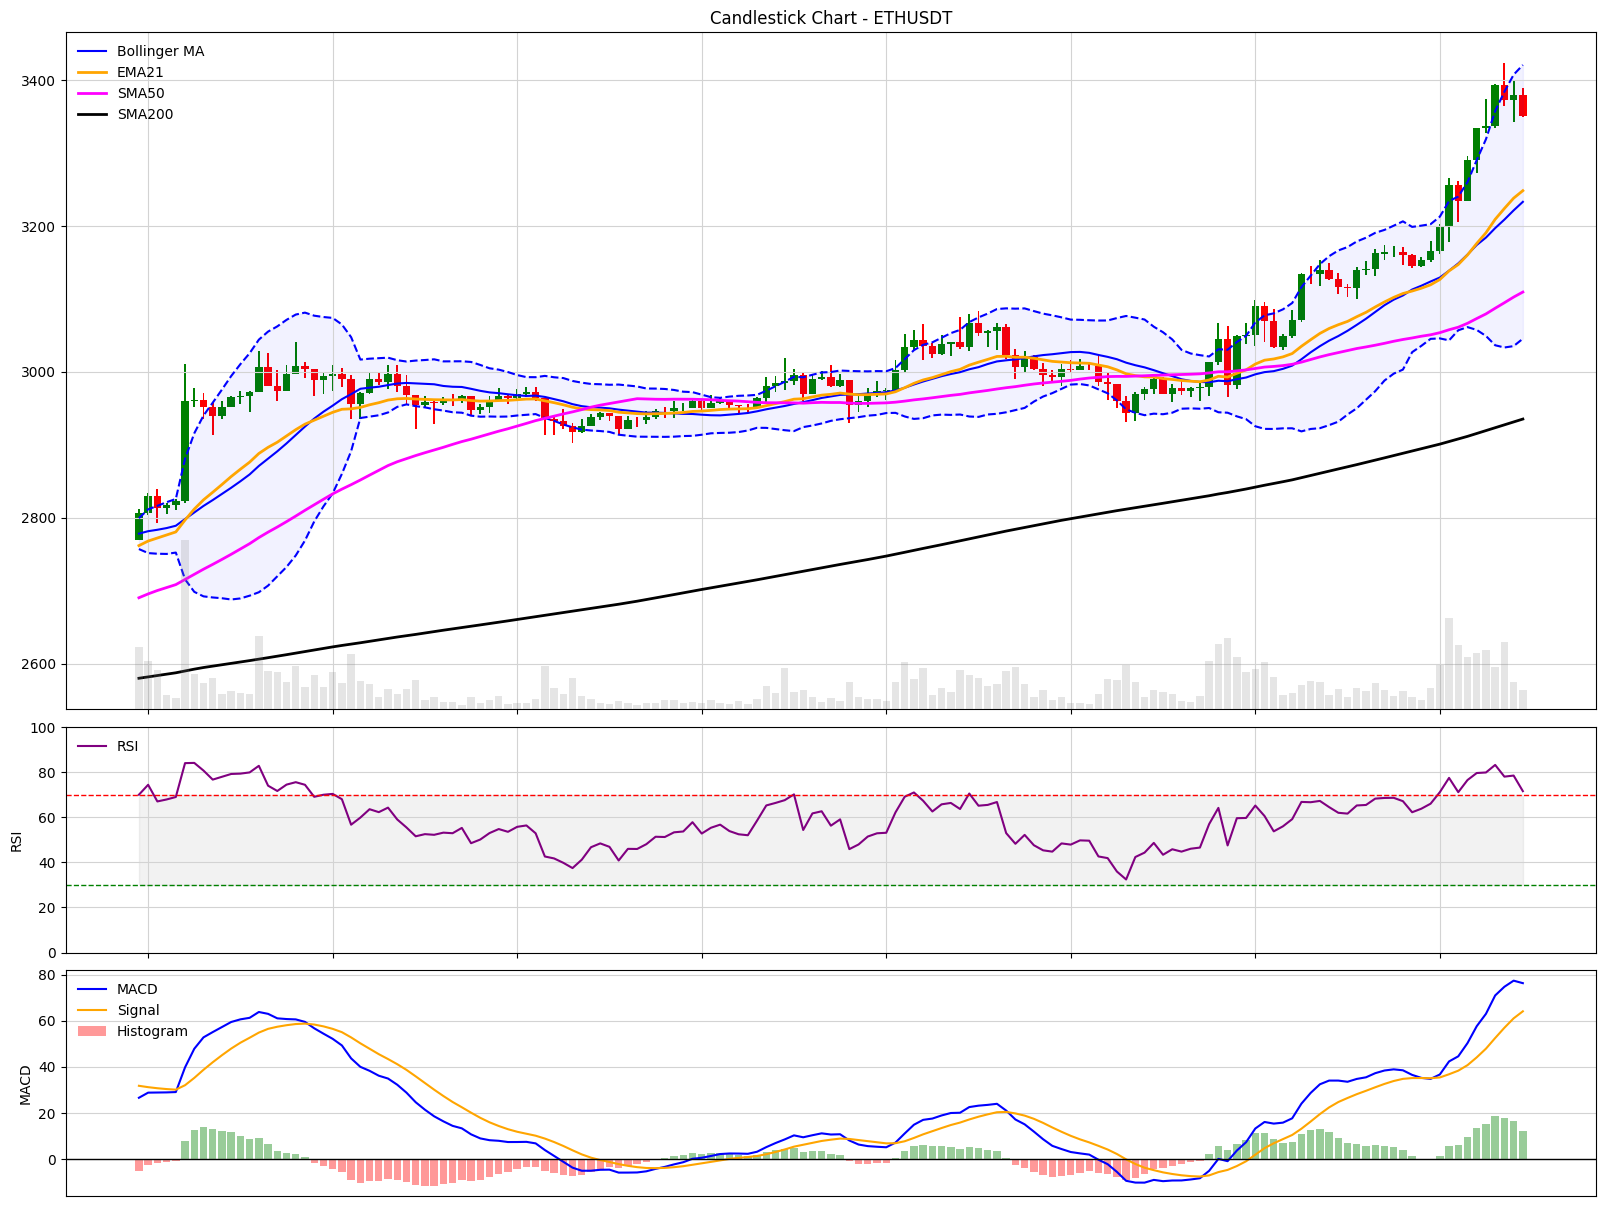 Candlestick Chart - ETHUSDT
Bollinger MA
EMA21
SMA50
SMA200
3400
3200
3000
2800
2600
RSI
100
80
60
40
20
0
RSI
MACD
Signal
Histogram
80
60
40
20
0
MACD